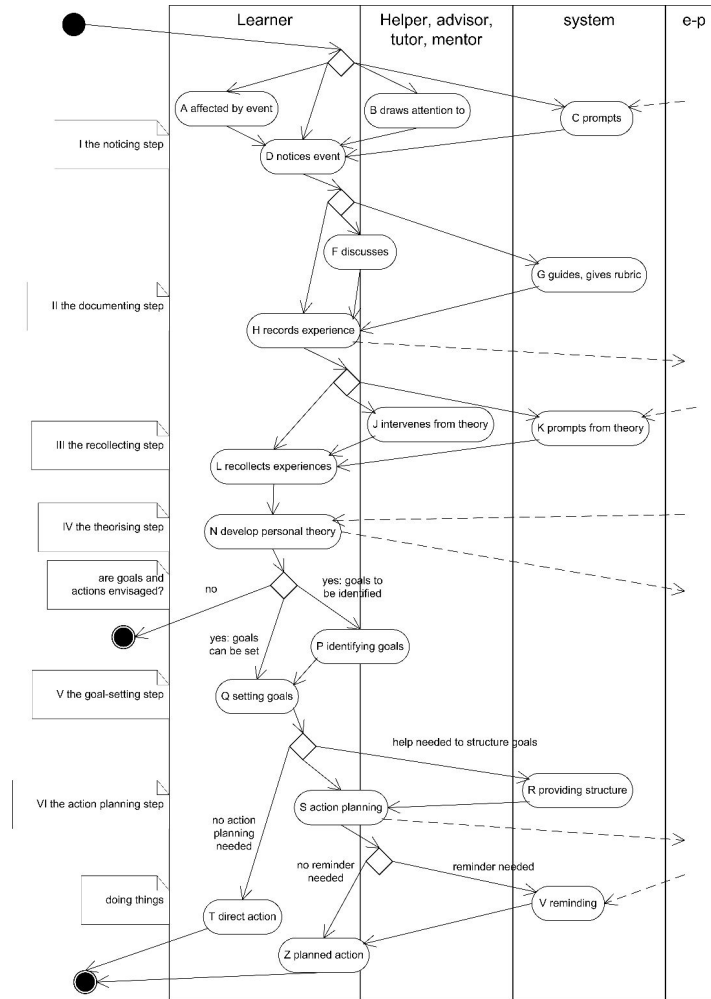 Learner
Helper, advisor,
tutor, mentor
system
e-p
A affected by event
B draws attention to
C prompts
I the noticing step
D notices event
F discusses
G guides, gives rubric
II the documenting step
H records experience
J intervenes from theory
K prompts from theory
III the recollecting step
L recollects experiences
IV the theorising step
N develop personal theory
are goals and
actions envisaged?
no
yes: goals to
be identified
yes: goals
can be set
P identifying goals
V the goal-setting step
Q setting goals
help needed to structure goals
R providing structure
VI the action planning step
S action planning
no action
planning
needed
no reminder
needed
reminder needed
doing things
V reminding
T direct action
Z planned action